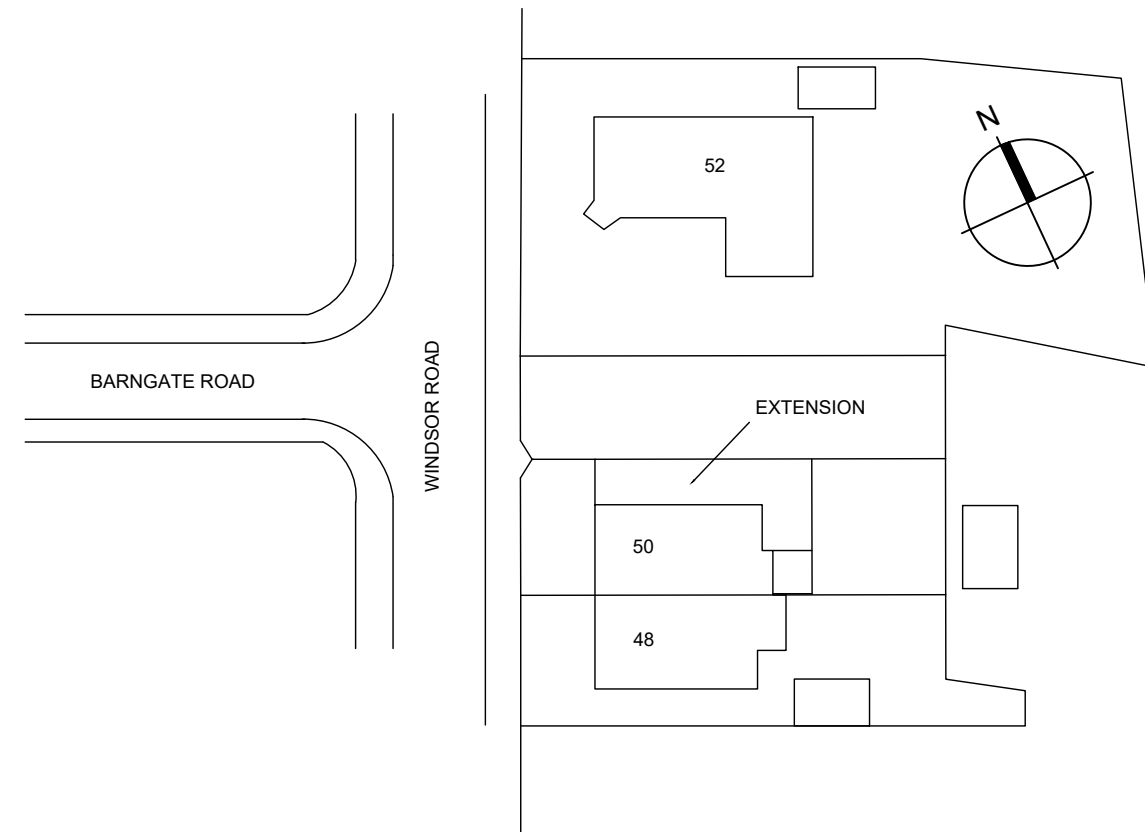 N
52
BARNGATE ROAD
WINDSOR ROAD
EXTENSION
50
48